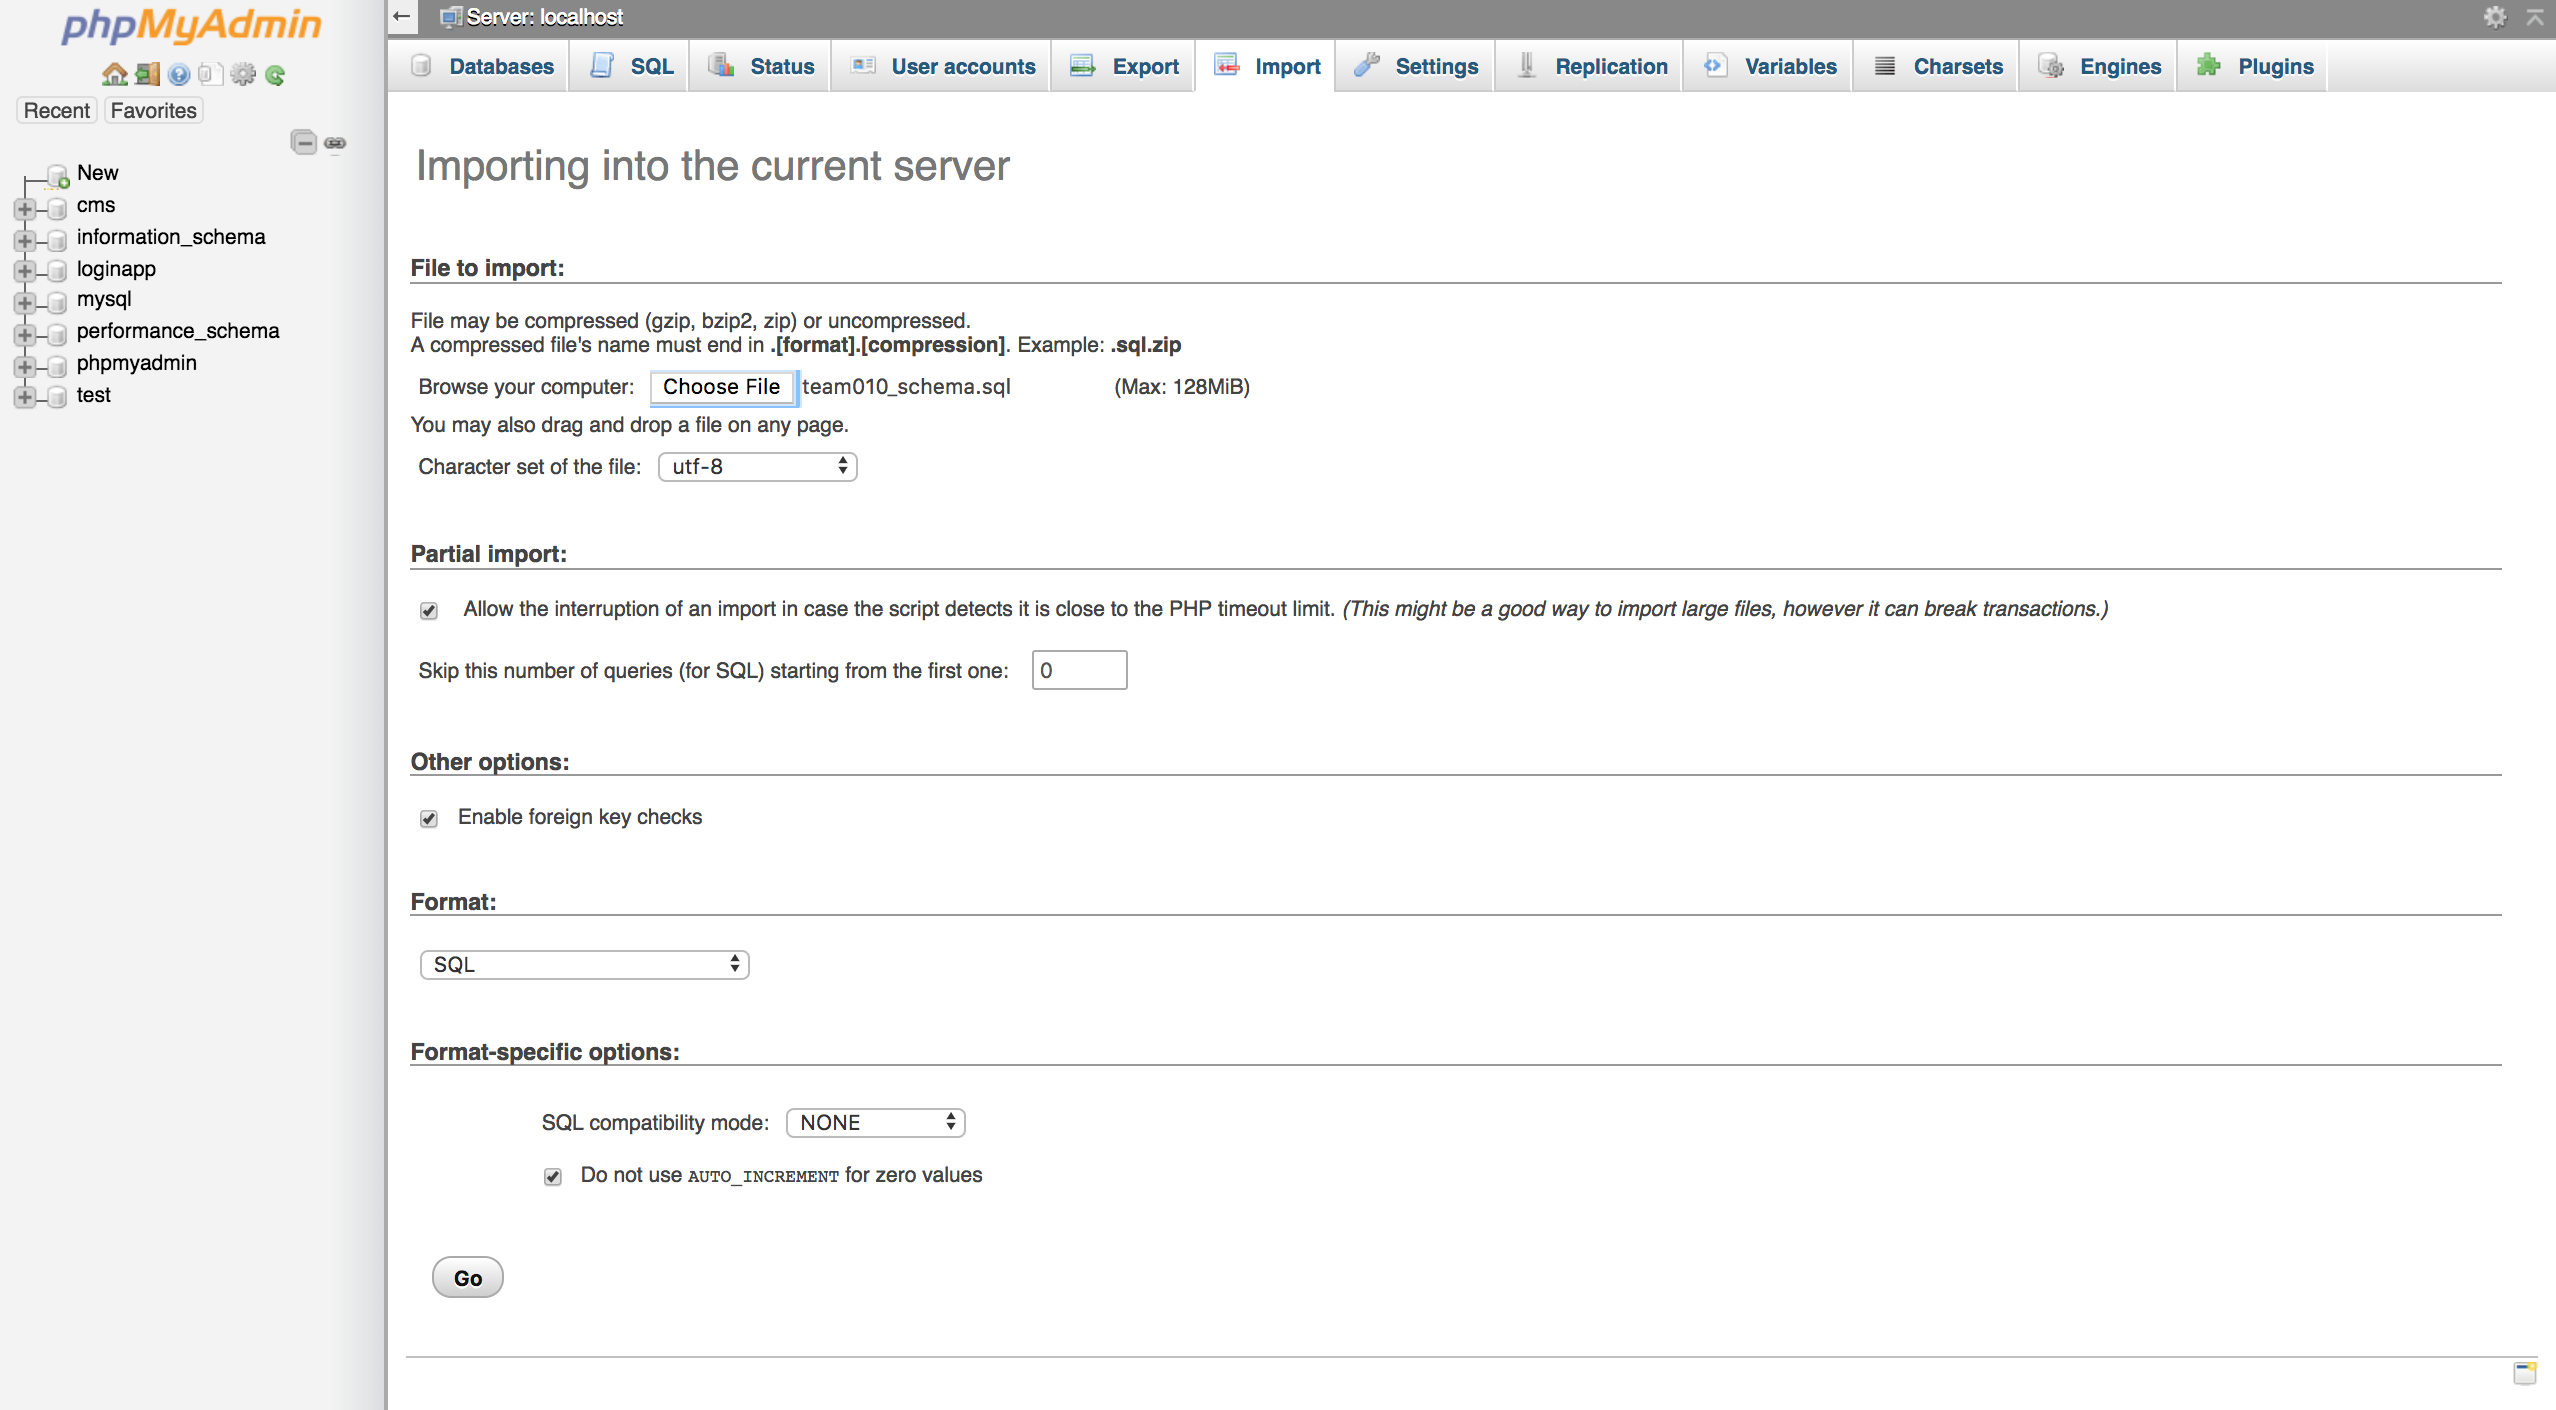 phpMyAdmin
Recent Favorites
New
cms
information_schema
loginapp
mysql
performance_schema
phpmyadmin
test
Server: localhost
Databases SQL Status User accounts Export Import Settings Replication Variables Charsets Engines Plugins
Importing into the current server
File to import:
File may be compressed (gzip, bzip2, zip) or uncompressed.
A compressed file's name must end in .[format].[compression]. Example: .sql.zip
Browse your computer: Choose File team010_schema.sql (Max: 128MiB)
You may also drag and drop a file on any page.
Character set of the file: utf-8
Partial import:
Allow the interruption of an import in case the script detects it is close to the PHP timeout limit. (This might be a good way to import large files, however it can break transactions.)
Skip this number of queries (for SQL) starting from the first one: 0
Other options:
Enable foreign key checks
Format:
SQL
Format-specific options:
SQL compatibility mode: NONE
Do not use AUTO_INCREMENT for zero values
Go